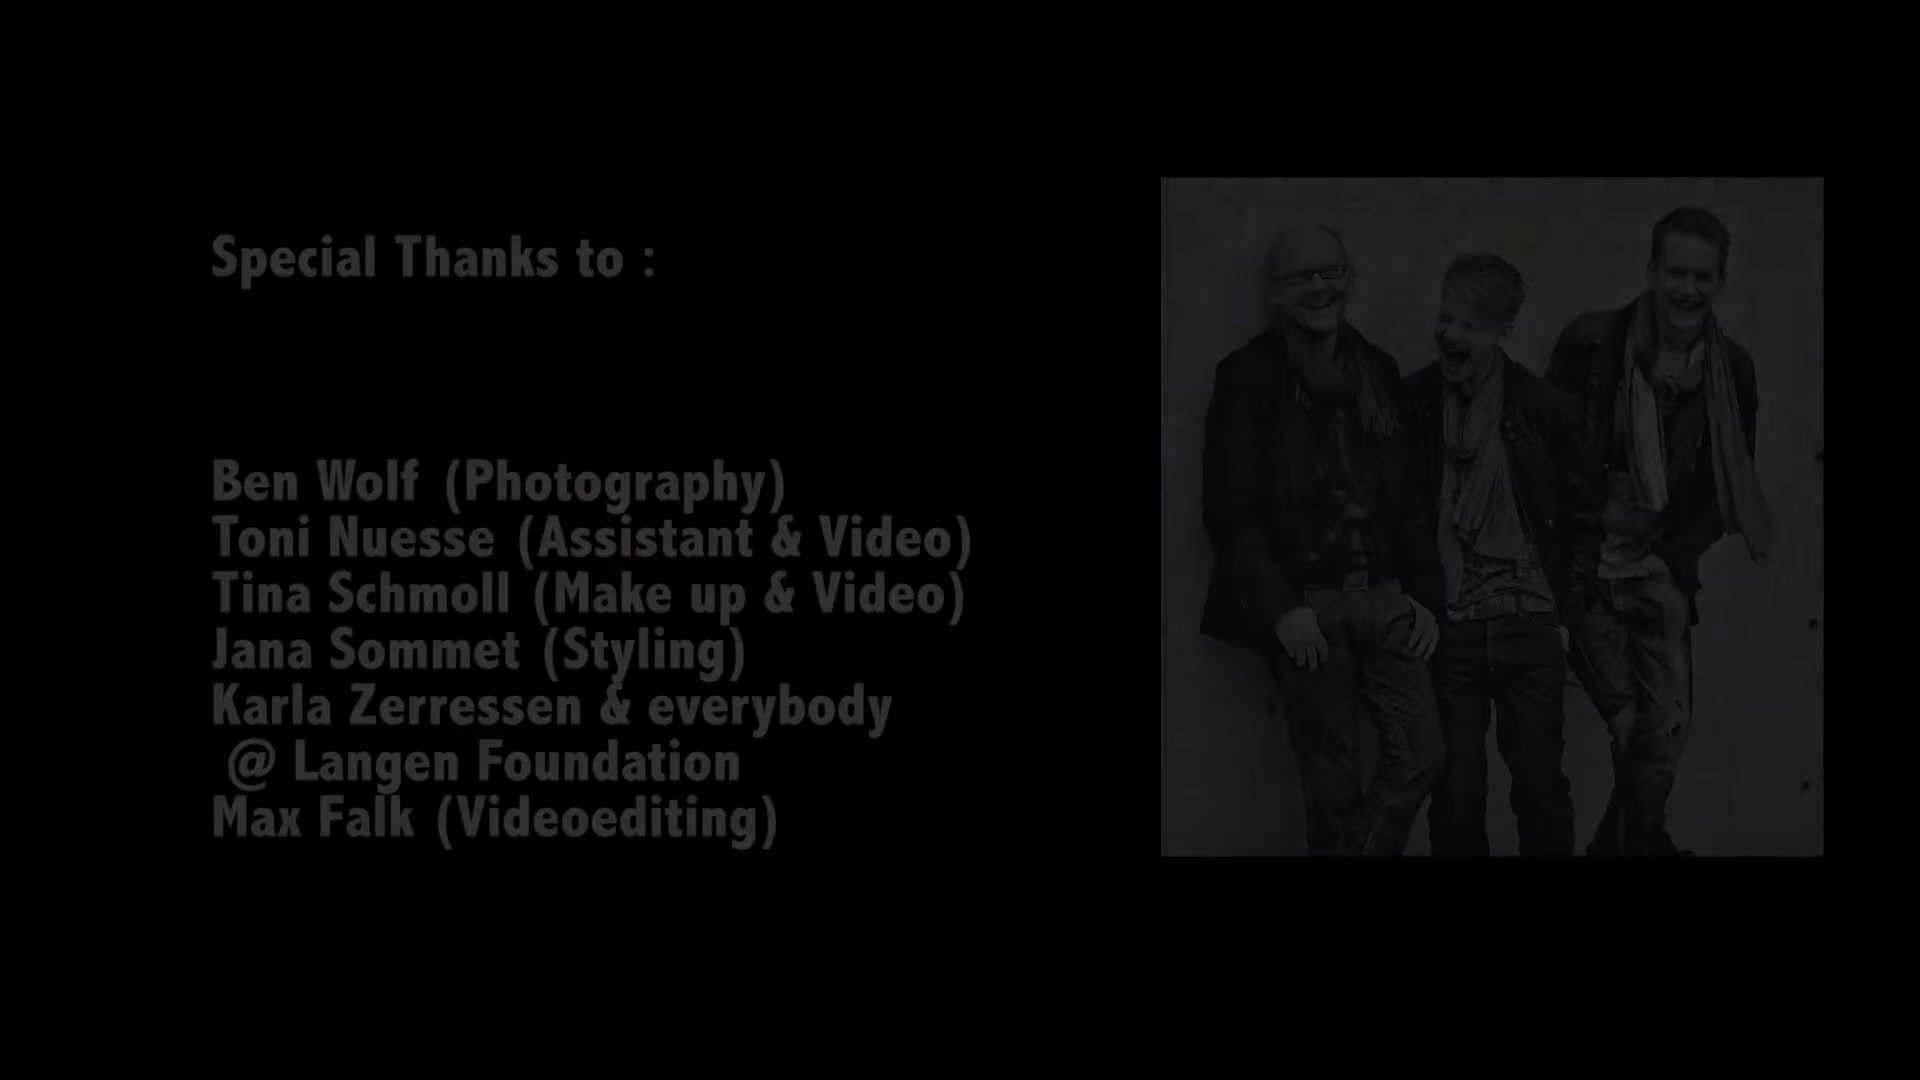 Special Thanks to :
Ben Wolf (Photography)
Toni Nuesse (Assistant & Video)
Tina Schmoll (Make up & Video)
Jana Sommet (Styling)
Karla Zerressen & everybody
@ Langen Foundation
Max Falk (Videoediting)